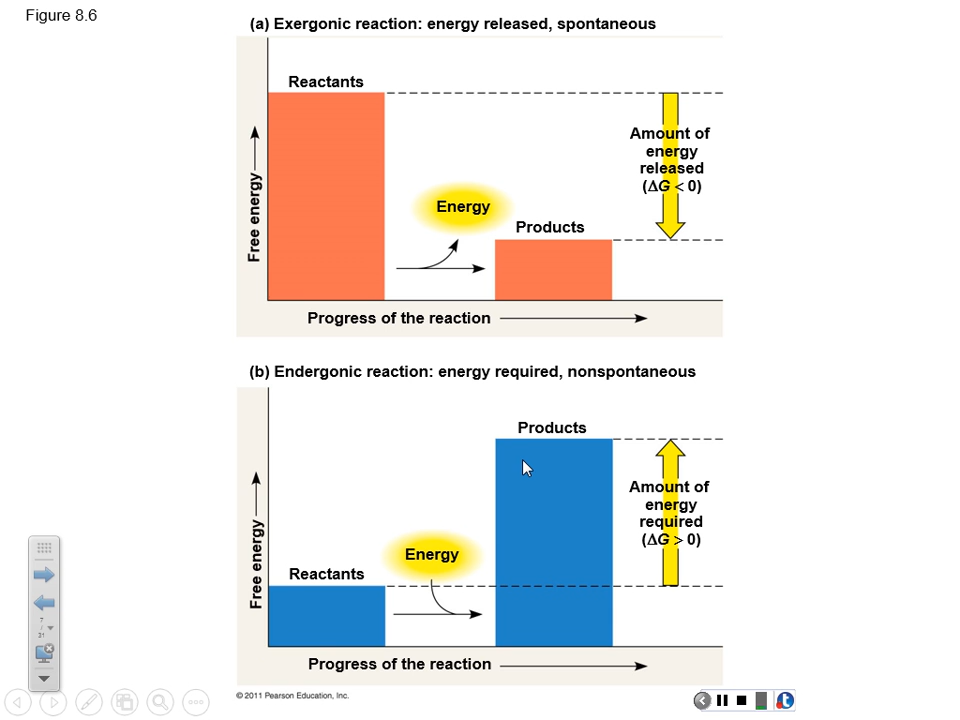 Figure 8.6
(a) Exergonic reaction: energy released, spontaneous
Reactants
Amount of
energy
released
(ΔG < 0)
Free energy
Energy
Products
Progress of the reaction
(b) Endergonic reaction: energy required, nonspontaneous
Products
Amount of
energy
required
(ΔG > 0)
Free energy
Energy
Reactants
Progress of the reaction
7
/
31
© 2011 Pearson Education, Inc.
t